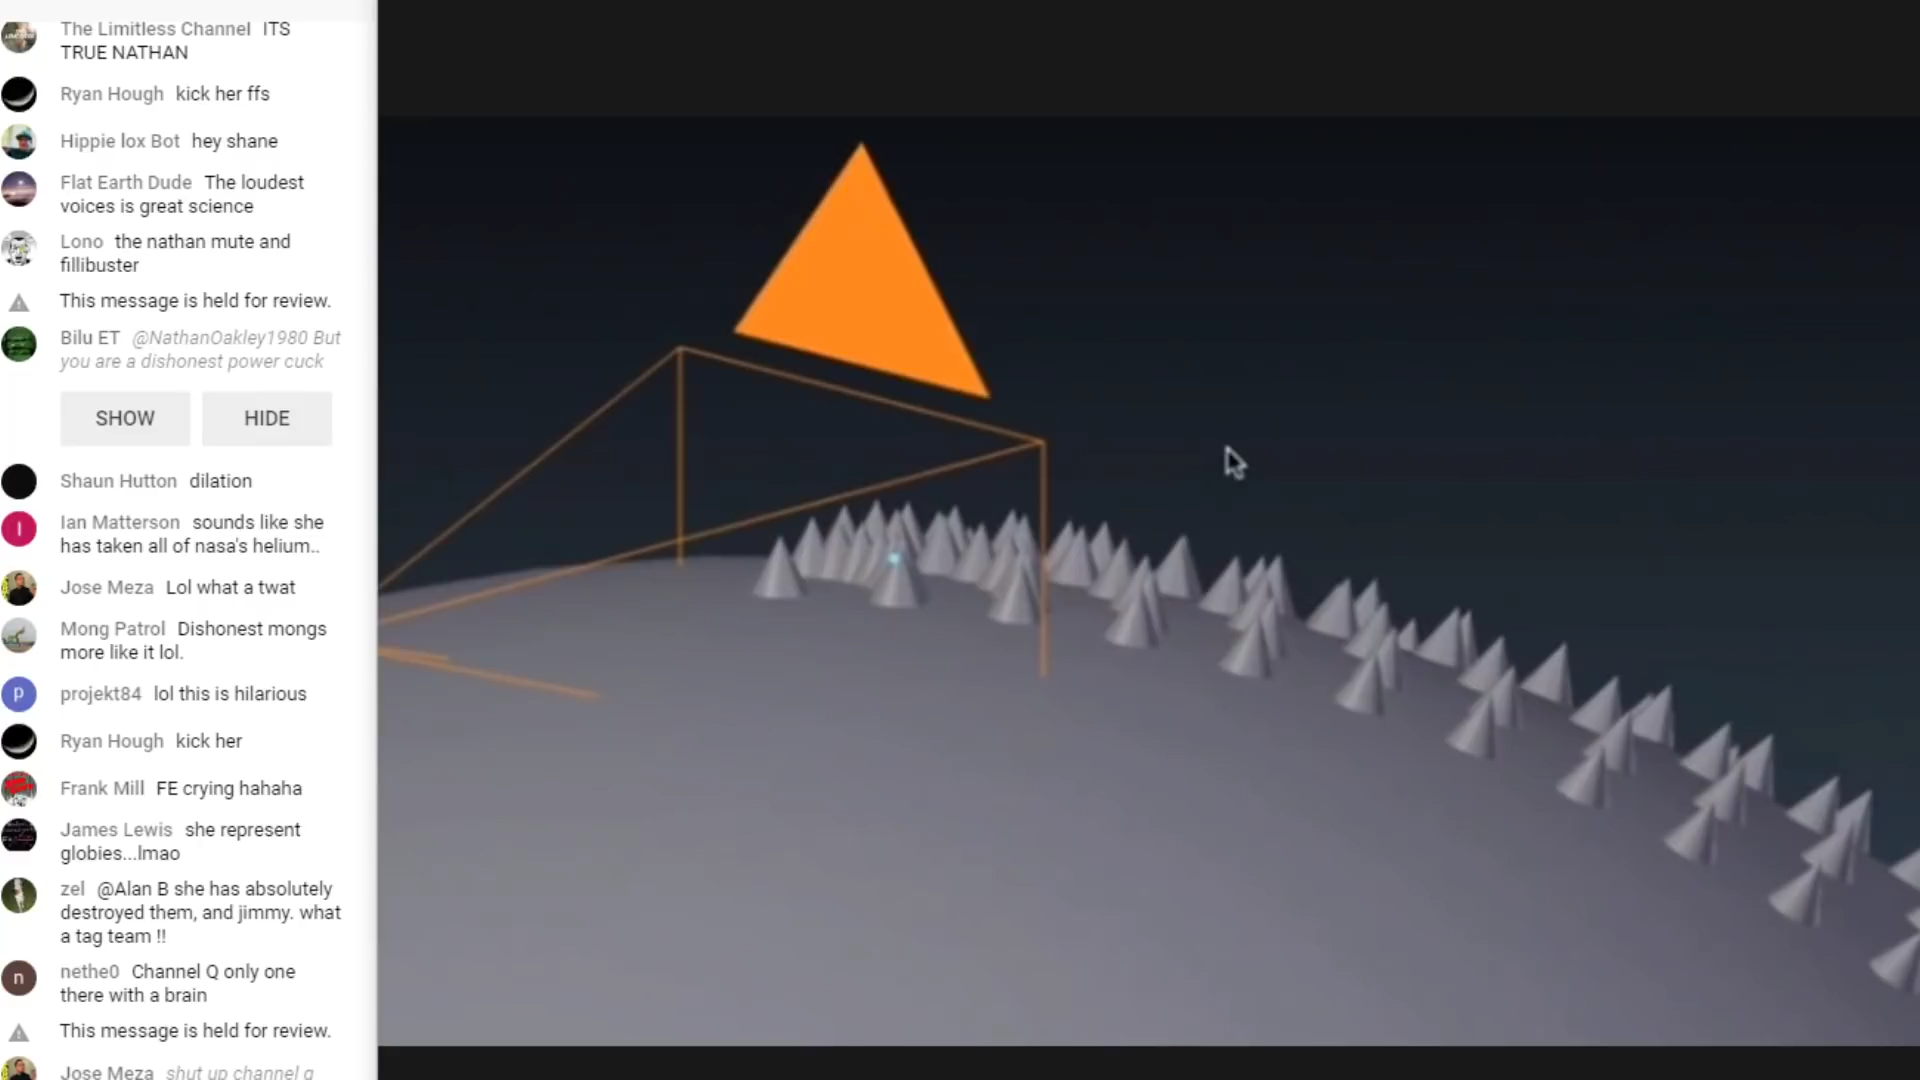 The Limitless Channel ITS
TRUE NATHAN
Ryan Hough kick her ffs
Hippie lox Bot hey shane
Flat Earth Dude The loudest
voices is great science
Lono the nathan mute and
fillibuster
This message is held for review.
Bilu ET @NathanOakley1980 But
you are a dishonest power cuck
SHOW HIDE
Shaun Hutton dilation
I
Ian Matterson sounds like she
has taken all of nasa's helium..
Jose Meza Lol what a twat
Mong Patrol Dishonest mongs
more like it lol.
p projekt84 lol this is hilarious
Ryan Hough kick her
Frank Mill FE crying hahaha
James Lewis she represent
globies...lmao
zel @Alan B she has absolutely
destroyed them, and jimmy. what
a tag team !!
n
nethe0 Channel Q only one
there with a brain
This message is held for review.
Jose Meza shut up channel q